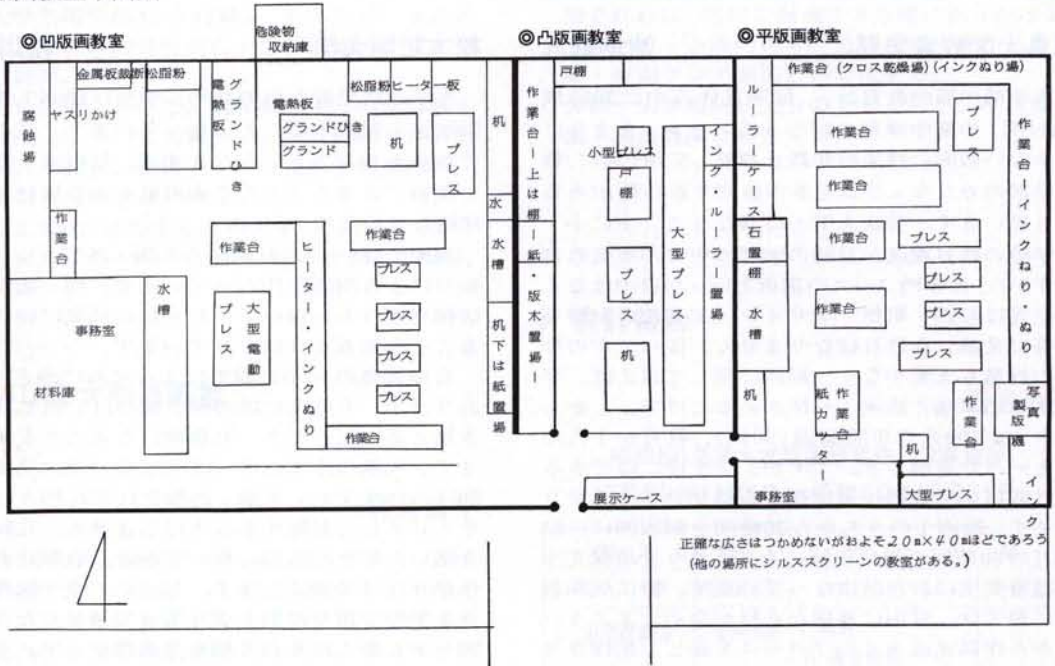 ◎凹版画教室
危険物
収納庫
金属板裁断
松脂粉
ヤスリかけ
腐蝕場
電熱板
グランドひき
電熱板
グランドひき
グランド
松脂粉ヒータ
板
机
プレス
作業台
水槽
事務室
材料庫
作業台
大型電動
プレス
ヒータ・インクぬり
作業台
プレス
プレス
プレス
プレス
作業台
机
水
水槽
机下は紙置場
◎凸版画教室
戸棚
作業台―上は棚―紙・版木置場―
小型プレス
戸棚
プレス
机
大型プレス
インクルーラー置場
展示ケース
◎平版画教室
作業台(クロス乾燥場)(インクぬり場)
ルーラーケース
置棚
水槽
机
作業台
作業台
作業台
作業台
プレス
プレス
プレス
プレス
プレス
作業台
紙カッター
机
作業台
作業台(インクねり・ぬり)
写真製版機
インク
事務室
大型プレス
正確な広さはつかめないがおよそ20m×40mほどであろう
(他の場所にシルススクリーンの教室がある。)